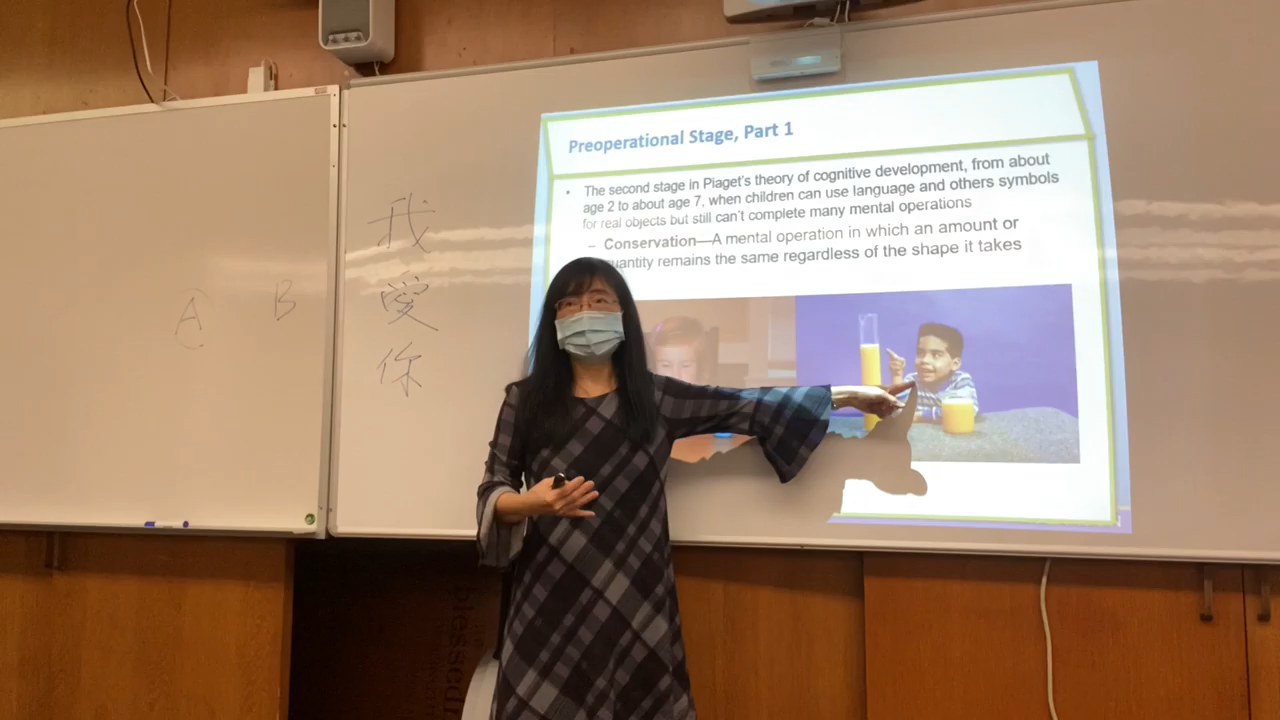 A
B
我
愛
你
Preoperational Stage, Part 1
• The second stage in Piaget's theory of cognitive development, from about
age 2 to about age 7, when children can use language and others symbols
for real objects but still can't complete many mental operations
– Conservation—A mental operation in which an amount or
quantity remains the same regardless of the shape it takes
blessed